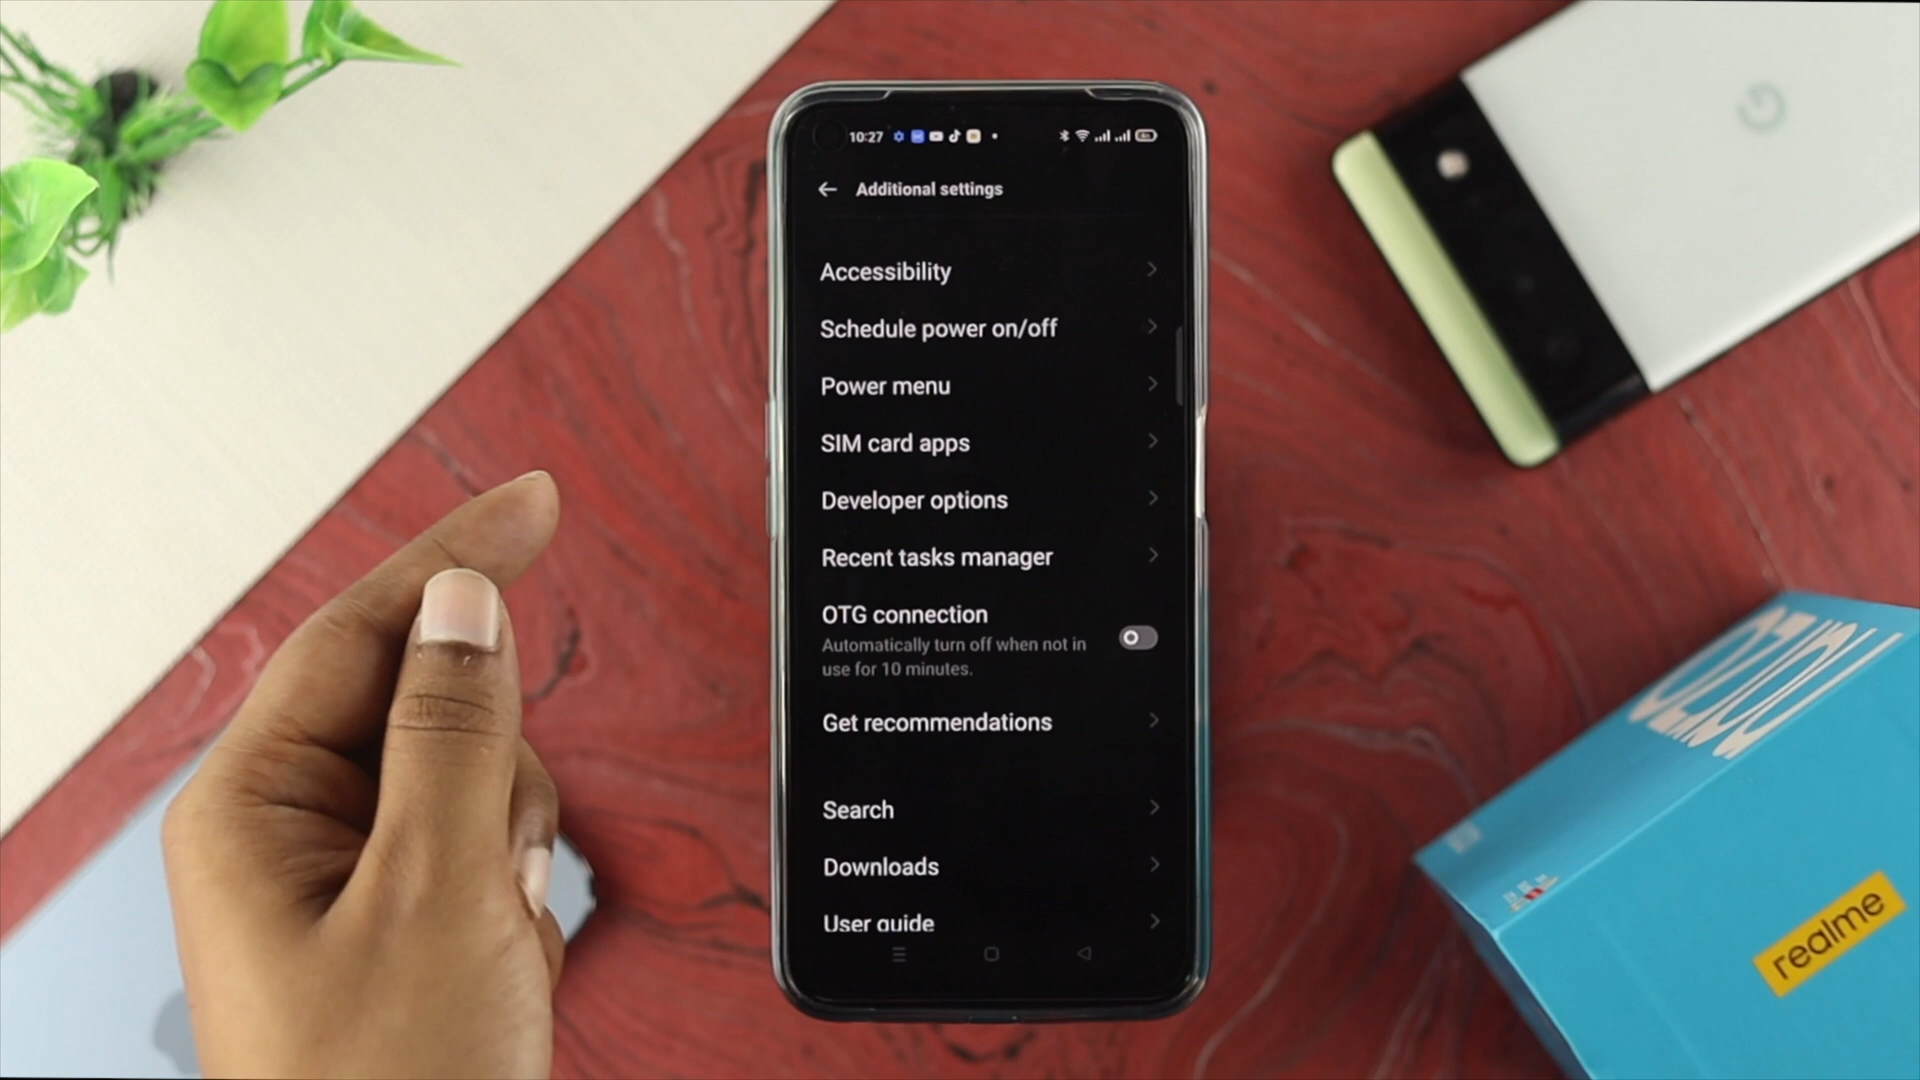 10:27
Additional settings
Accessibility
Schedule power on/off
Power menu
SIM card apps
Developer options
Recent tasks manager
OTG connection
Automatically turn off when not in
use for 10 minutes.
Get recommendations
Search
Downloads
User guide
narzo
realme